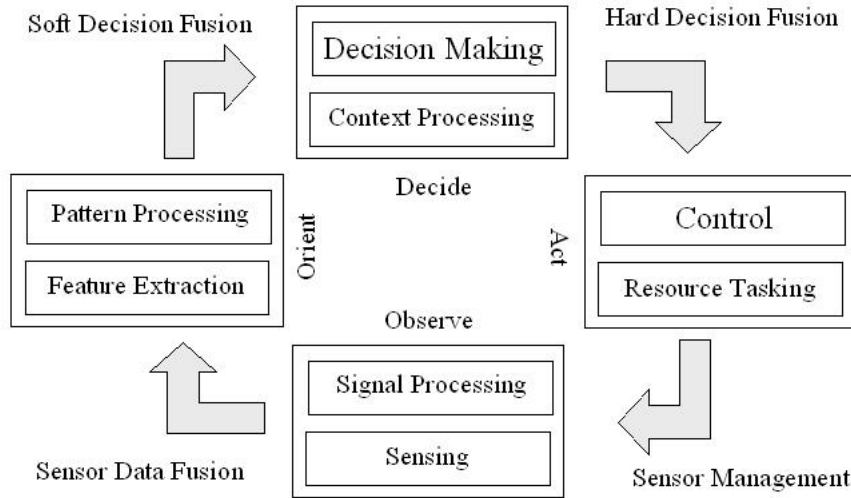 Soft Decision Fusion
Hard Decision Fusion
Decision Making
Context Processing
Decide
Pattern Processing
Feature Extraction
Orient
Act
Control
Resource Tasking
Observe
Signal Processing
Sensing
Sensor Data Fusion
Sensor Management